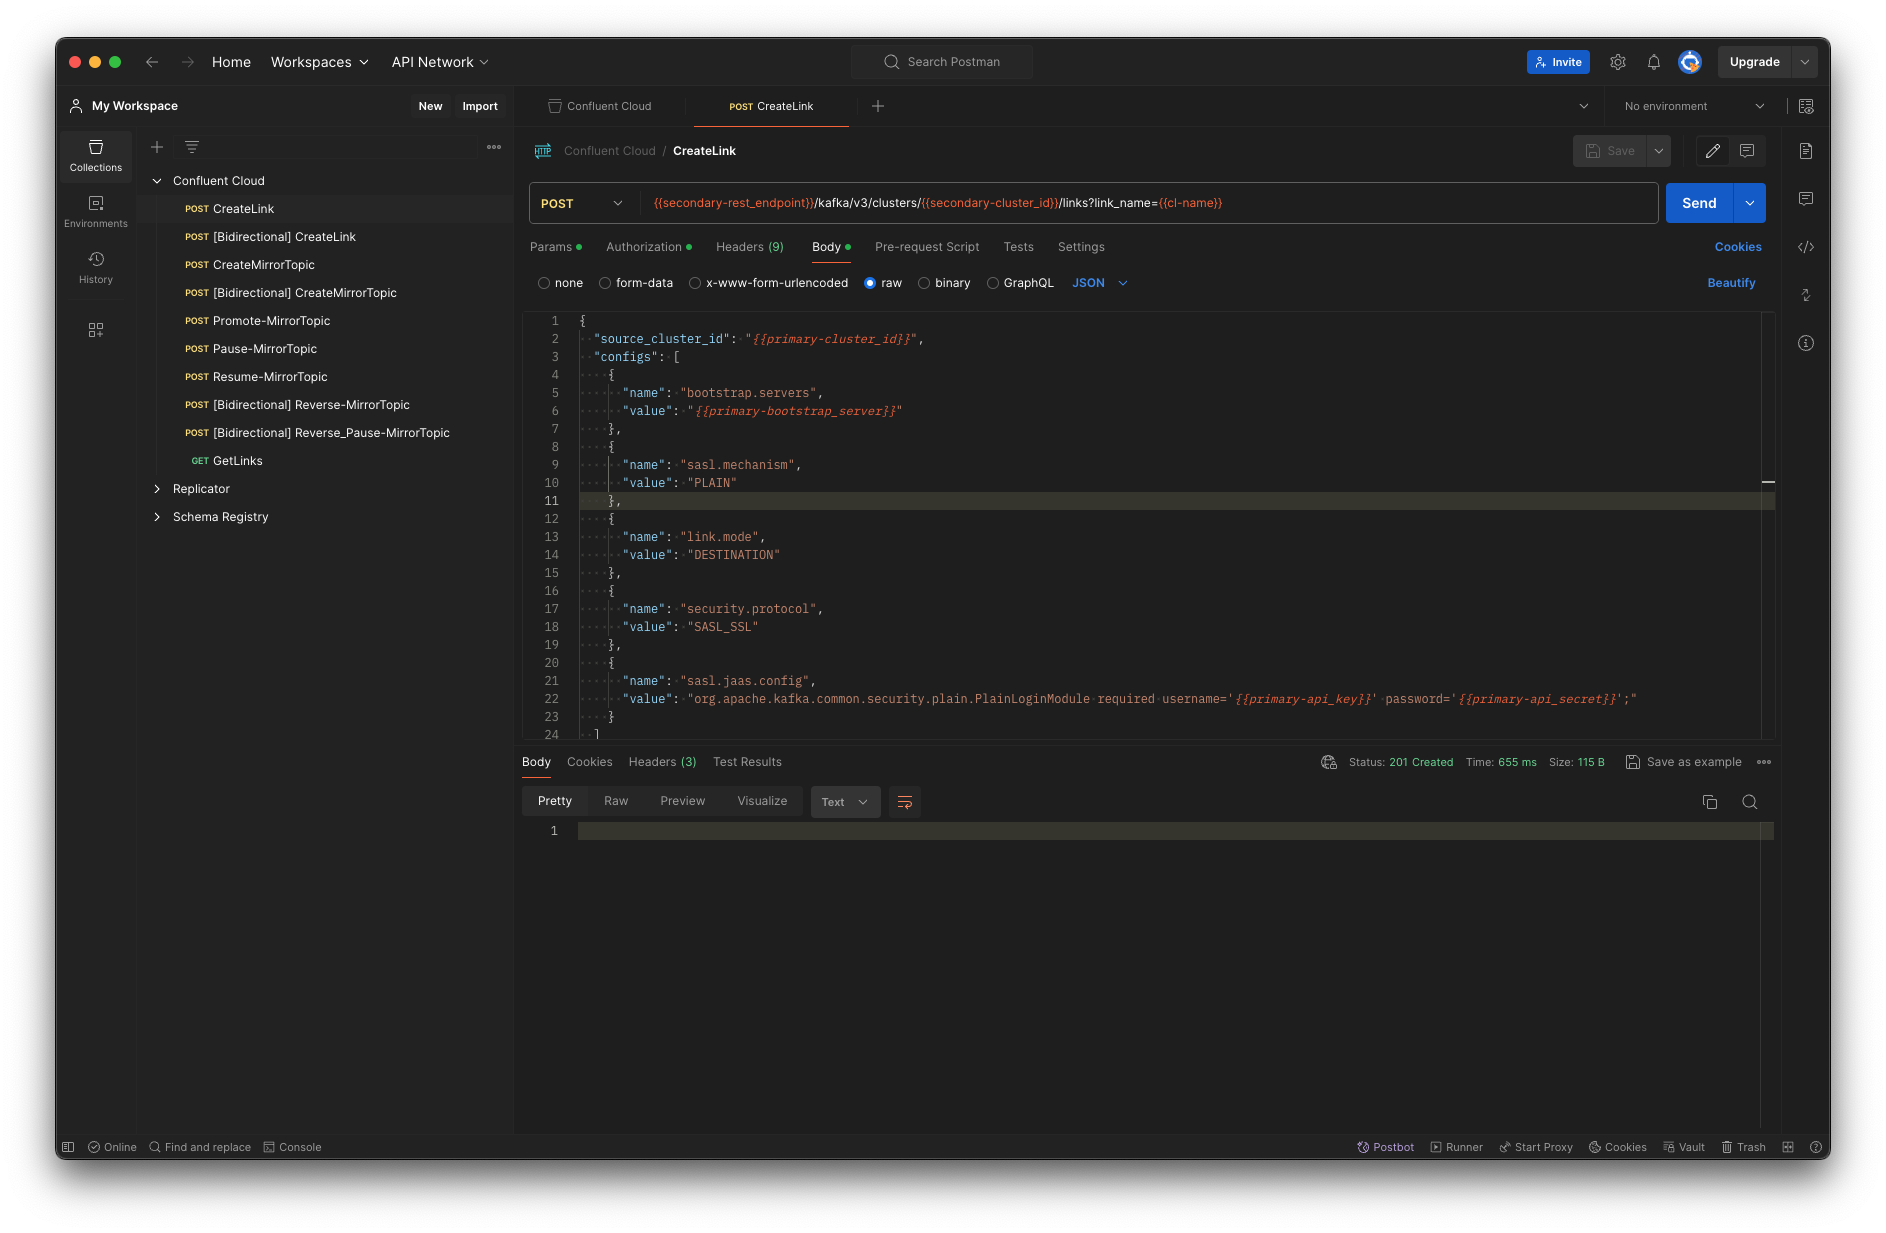 Home Workspaces API Network Search Postman Invite Upgrade
My Workspace New Import
Confluent Cloud POST CreateLink No environment
Collections
Environments
History
Confluent Cloud
POST CreateLink
POST [Bidirectional] CreateLink
POST CreateMirrorTopic
POST [Bidirectional] CreateMirrorTopic
POST Promote-MirrorTopic
POST Pause-MirrorTopic
POST Resume-MirrorTopic
POST [Bidirectional] Reverse-MirrorTopic
POST [Bidirectional] Reverse_Pause-MirrorTopic
GET GetLinks
Replicator
Schema Registry
HTTP Confluent Cloud / CreateLink Save
POST {{secondary-rest_endpoint}}/kafka/v3/clusters/{{secondary-cluster_id}}/links?link_name={{cl-name}} Send
Params Authorization Headers (9) Body Pre-request Script Tests Settings Cookies
none form-data x-www-form-urlencoded raw binary GraphQL JSON Beautify
1 {
2 "source_cluster_id": "{{primary-cluster_id}}",
3 "configs": [
4 {
5 "name": "bootstrap.servers",
6 "value": "{{primary-bootstrap_server}}"
7 },
8 {
9 "name": "sasl.mechanism",
10 "value": "PLAIN"
11 },
12 {
13 "name": "link.mode",
14 "value": "DESTINATION"
15 },
16 {
17 "name": "security.protocol",
18 "value": "SASL_SSL"
19 },
20 {
21 "name": "sasl.jaas.config",
22 "value": "org.apache.kafka.common.security.plain.PlainLoginModule required username='{{primary-api_key}}' password='{{primary-api_secret}}';"
23 }
24 ]
Body Cookies Headers (3) Test Results Status: 201 Created Time: 655 ms Size: 115 B Save as example
Pretty Raw Preview Visualize Text
1
Online Find and replace Console Postbot Runner Start Proxy Cookies Vault Trash